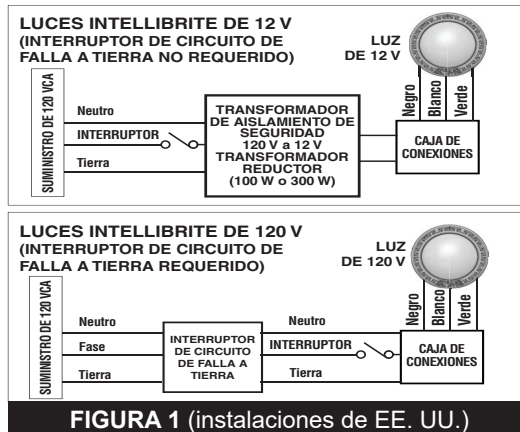 LUCES INTELLIBRITE DE 12 V
(INTERRUPTOR DE CIRCUITO DE
FALLA A TIERRA NO REQUERIDO)
LUZ
DE 12 V
SUMINISTRO DE 120 VCA
Neutro
INTERRUPTOR
Tierra
TRANSFORMADOR
DE AISLAMIENTO DE
SEGURIDAD
120 V a 12 V
TRANSFORMADOR
REDUCTOR
(100 W o 300 W)
Negro
Blanco
Verde
CAJA DE
CONEXIONES
LUCES INTELLIBRITE DE 120 V
(INTERRUPTOR DE CIRCUITO DE
FALLA A TIERRA REQUERIDO)
LUZ
DE 120 V
SUMINISTRO DE 120 VCA
Neutro
Fase
Tierra
INTERRUPTOR
DE CIRCUITO
DE FALLA A
TIERRA
Neutro
INTERRUPTOR
Tierra
Negro
Blanco
Verde
CAJA DE
CONEXIONES
FIGURA 1 (instalaciones de EE. UU.)